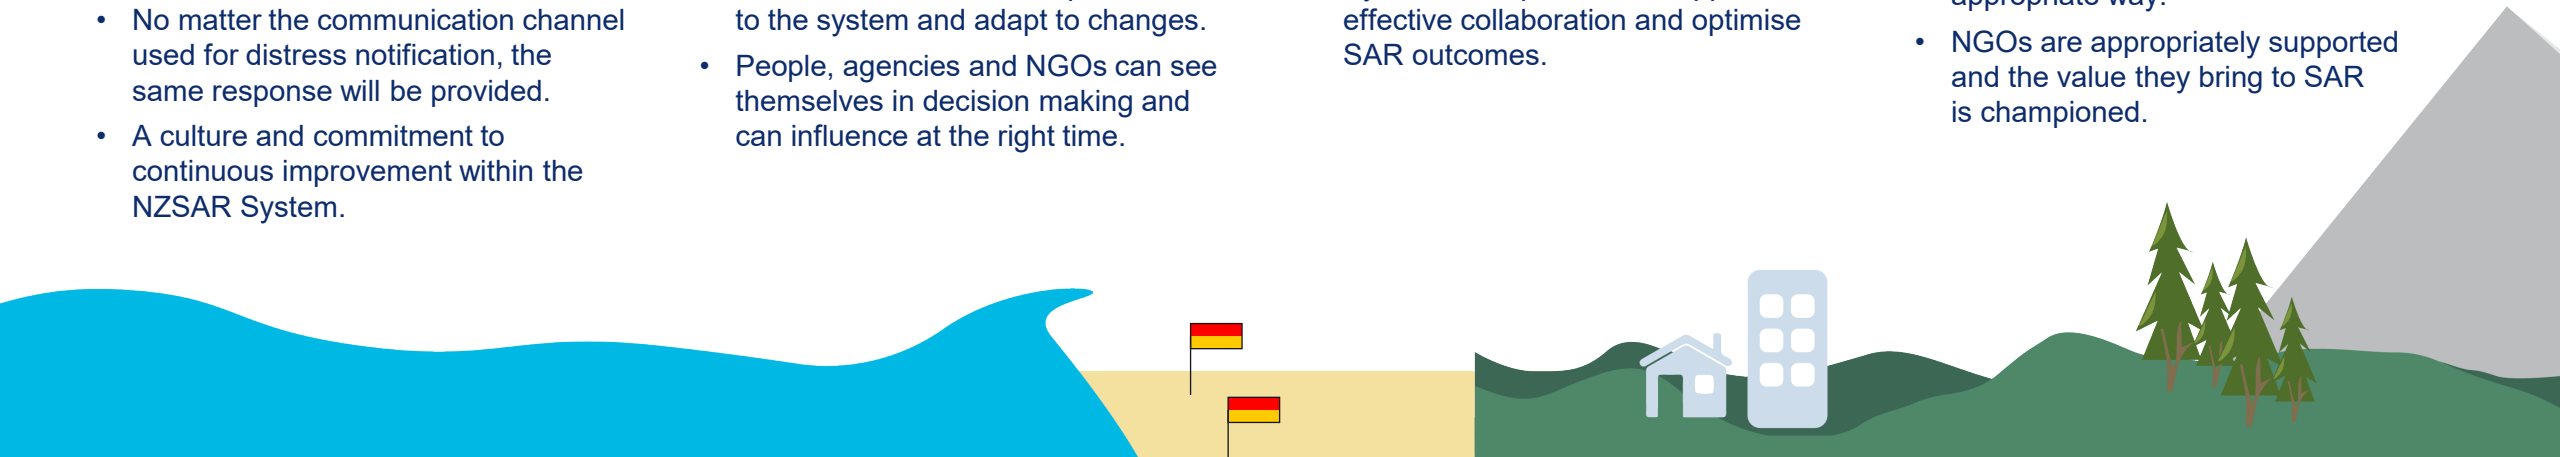 • No matter the communication channel
used for distress notification, the
same response will be provided.
• A culture and commitment to
continuous improvement within the
NZSAR System.
to the system and adapt to changes.
• People, agencies and NGOs can see
themselves in decision making and
can influence at the right time.
effective collaboration and optimise
SAR outcomes.
appropriate way.
• NGOs are appropriately supported
and the value they bring to SAR
is championed.